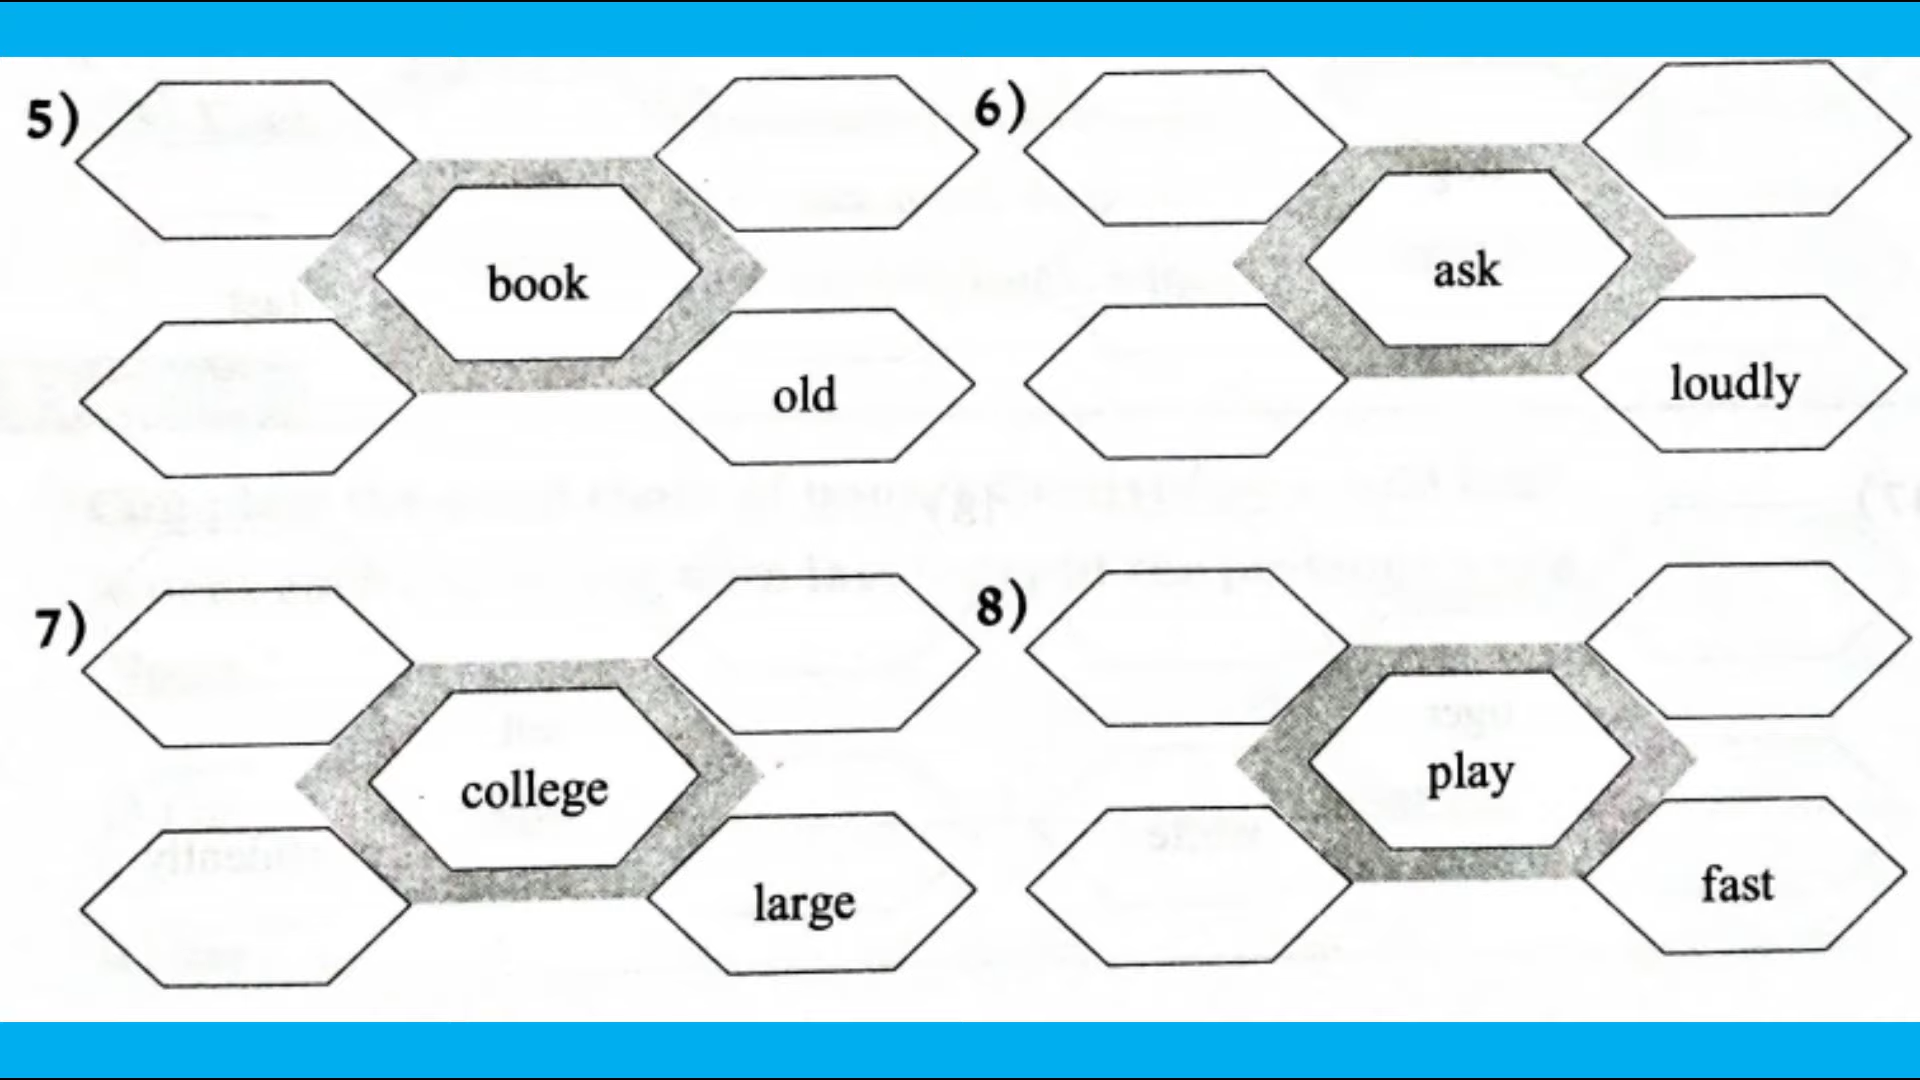 5)
6)
book
ask
old
loudly
7)
8)
college
play
large
fast